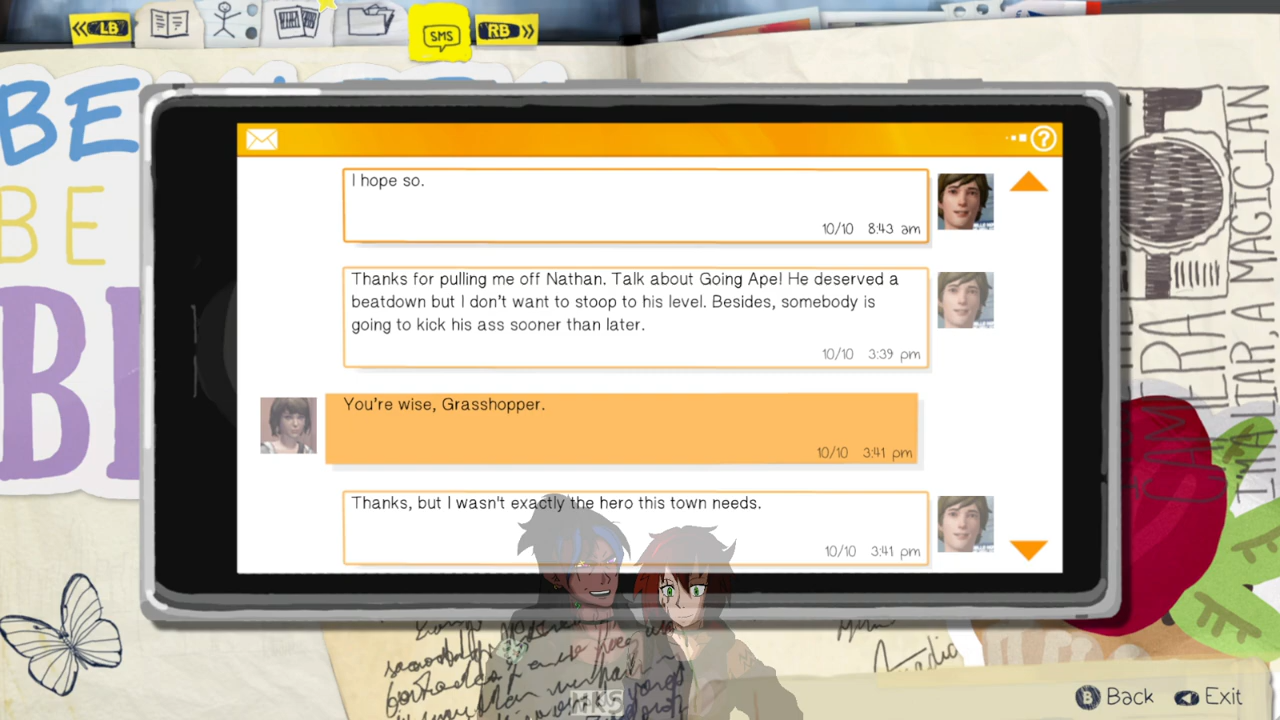 LB
SMS
RB
BE
BE
I hope so.
10/10 8:43 am
Thanks for pulling me off Nathan. Talk about Going Ape! He deserved a
beatdown but I don't want to stoop to his level. Besides, somebody is
going to kick his ass sooner than later.
10/10 3:39 pm
You're wise, Grasshopper.
10/10 3:41 pm
Thanks, but I wasn't exactly the hero this town needs.
10/10 3:41 pm
CAMERA
A LIAR, A MAGICIAN
HKS
B Back
Exit